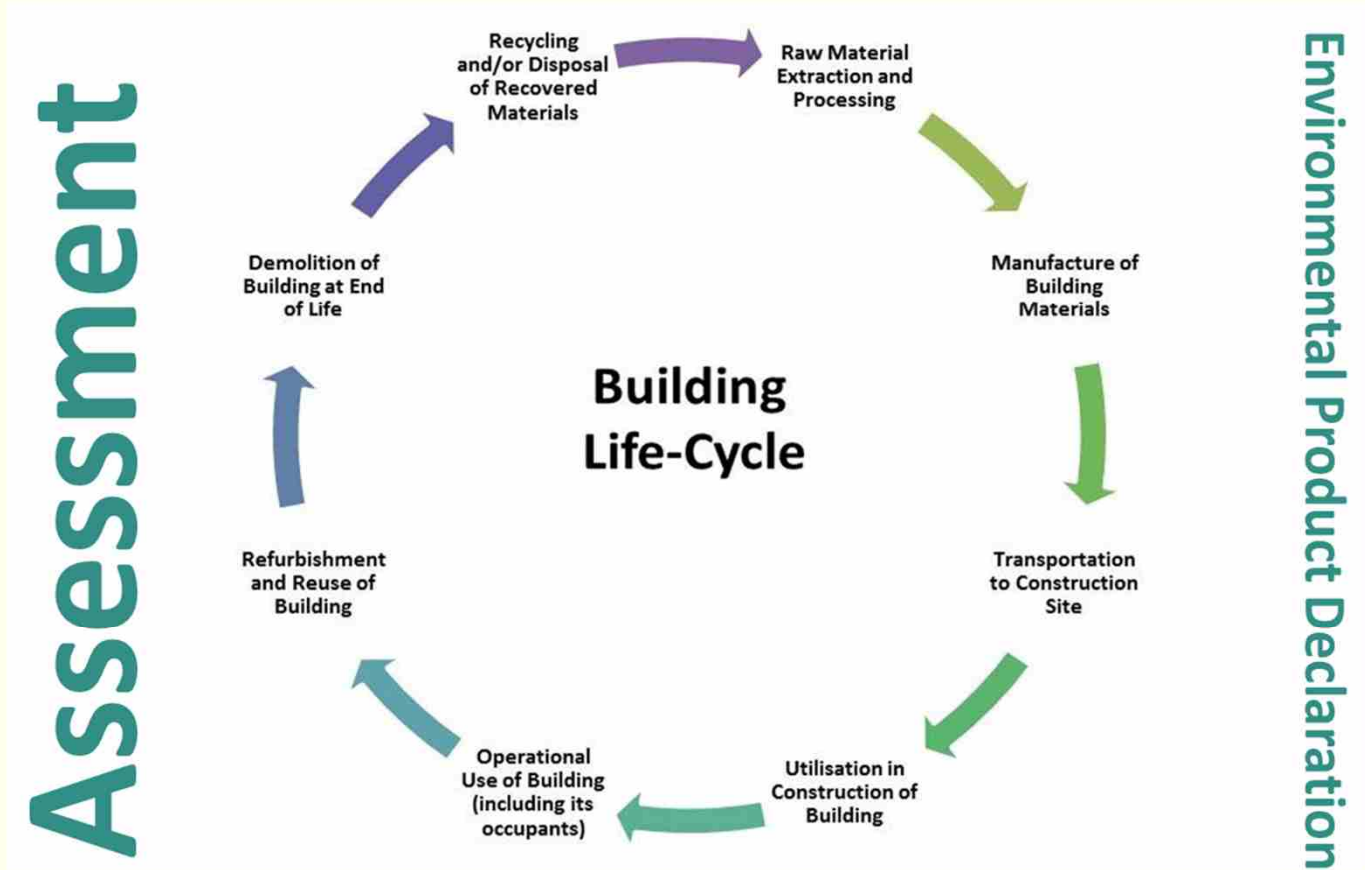 Assessment
Recycling
and/or Disposal
of Recovered
Materials
Raw Material
Extraction and
Processing
Manufacture of
Building
Materials
Transportation
to Construction
Site
Utilisation in
Construction of
Building
Operational
Use of Building
(including its
occupants)
Refurbishment
and Reuse of
Building
Demolition of
Building at End
of Life
Building
Life-Cycle
Environmental Product Declaration